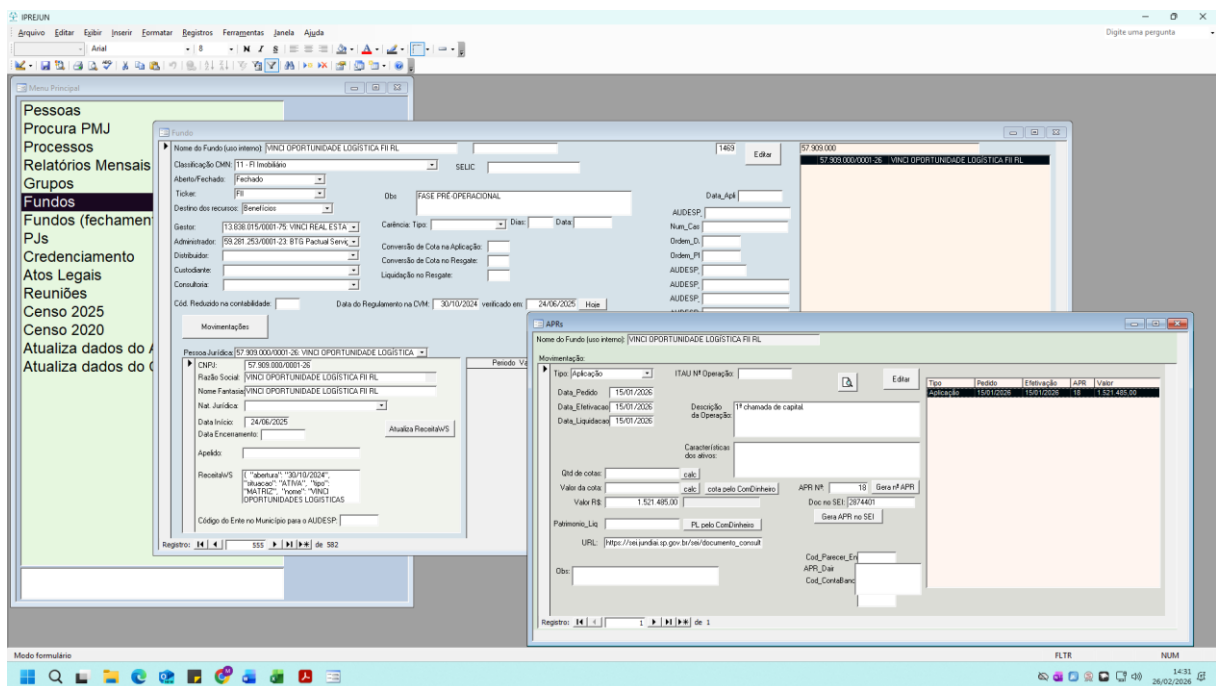 IPREJUN
Arquivo Editar Exibir Inserir Formatar Registros Ferramentas Janela Ajuda
Digite uma pergunta
Arial 8 N I S
Menu Principal
Pessoas
Procura PMJ
Processos
Relatórios Mensais
Grupos
Fundos
Fundos (fechamen
PJs
Credenciamento
Atos Legais
Reuniões
Censo 2025
Censo 2020
Atualiza dados do A
Atualiza dados do C
Fundo
Nome do Fundo (uso interno): VINCI OPORTUNIDADE LOGÍSTICA FII RL
1469
Editar
57.909.000
57.909.000/0001-26 VINCI OPORTUNIDADE LOGÍSTICA FII RL
Classificação CMN: 11 - FI Imobiliário
SELIC
Aberto/Fechado: Fechado
Ticker: FII
Obs FASE PRÉ-OPERACIONAL
Data_Apli
Destino dos recursos: Benefícios
AUDESP_
Gestor: 13.838.015/0001-75: VINCI REAL ESTA
Carência: Tipo: Dias: Data:
Num_Cas
Administrador: 59.281.253/0001-23: BTG Pactual Serviç
Conversão de Cota na Aplicação:
Ordem_D
Distribuidor:
Conversão de Cota no Resgate:
Ordem_Pl
Custodiante:
Liquidação no Resgate:
AUDESP_
Consultoria:
AUDESP_
AUDESP_
Cód. Reduzido na contabilidade:
Data do Regulamento na CVM: 30/10/2024 verificado em: 24/06/2025 Hoje
Movimentações
Pessoa Jurídica: 57.909.000/0001-26: VINCI OPORTUNIDADE LOGÍSTICA
Período Va
CNPJ: 57.909.000/0001-26
Razão Social: VINCI OPORTUNIDADE LOGÍSTICA FII RL
Nome Fantasia VINCI OPORTUNIDADE LOGÍSTICA FII RL
Nat. Jurídica:
Data Início: 24/06/2025
Data Encerramento:
Atualiza ReceitaWS
Apelido:
ReceitaWS { "abertura": "30/10/2024",
"situacao": "ATIVA", "tipo":
"MATRIZ", "nome": "VINCI
OPORTUNIDADES LOGISTICAS
Código do Ente no Município para o AUDESP:
Registro: 555 de 582
APRs
Nome do Fundo (uso interno): VINCI OPORTUNIDADE LOGÍSTICA FII RL
Movimentação:
Tipo: Aplicação
ITAU Nº Operação:
Editar
Tipo Pedido Efetivação APR Valor
Aplicação 15/01/2026 15/01/2026 18 1.521.485,00
Data_Pedido 15/01/2026
Data_Efetivacao 15/01/2026
Data_Liquidacao 15/01/2026
Descrição
da Operação:
1ª chamada de capital.
Características
dos ativos:
Qtd de cotas: calc
Valor da cota: calc cota pelo ComDinheiro
APR Nº: 18 Gera nº APR
Valor R$: 1.521.485,00
Doc no SEI: 2874401
Gera APR no SEI
Patrimonio_Liq PL pelo ComDinheiro
URL: https://sei.jundiai.sp.gov.br/sei/documento_consult
Obs:
Cod_Parecer_En
APR_Dair
Cod_ContaBanc
Registro: 1 de 1
Modo formulário
FLTR
NUM
14:31
26/02/2026